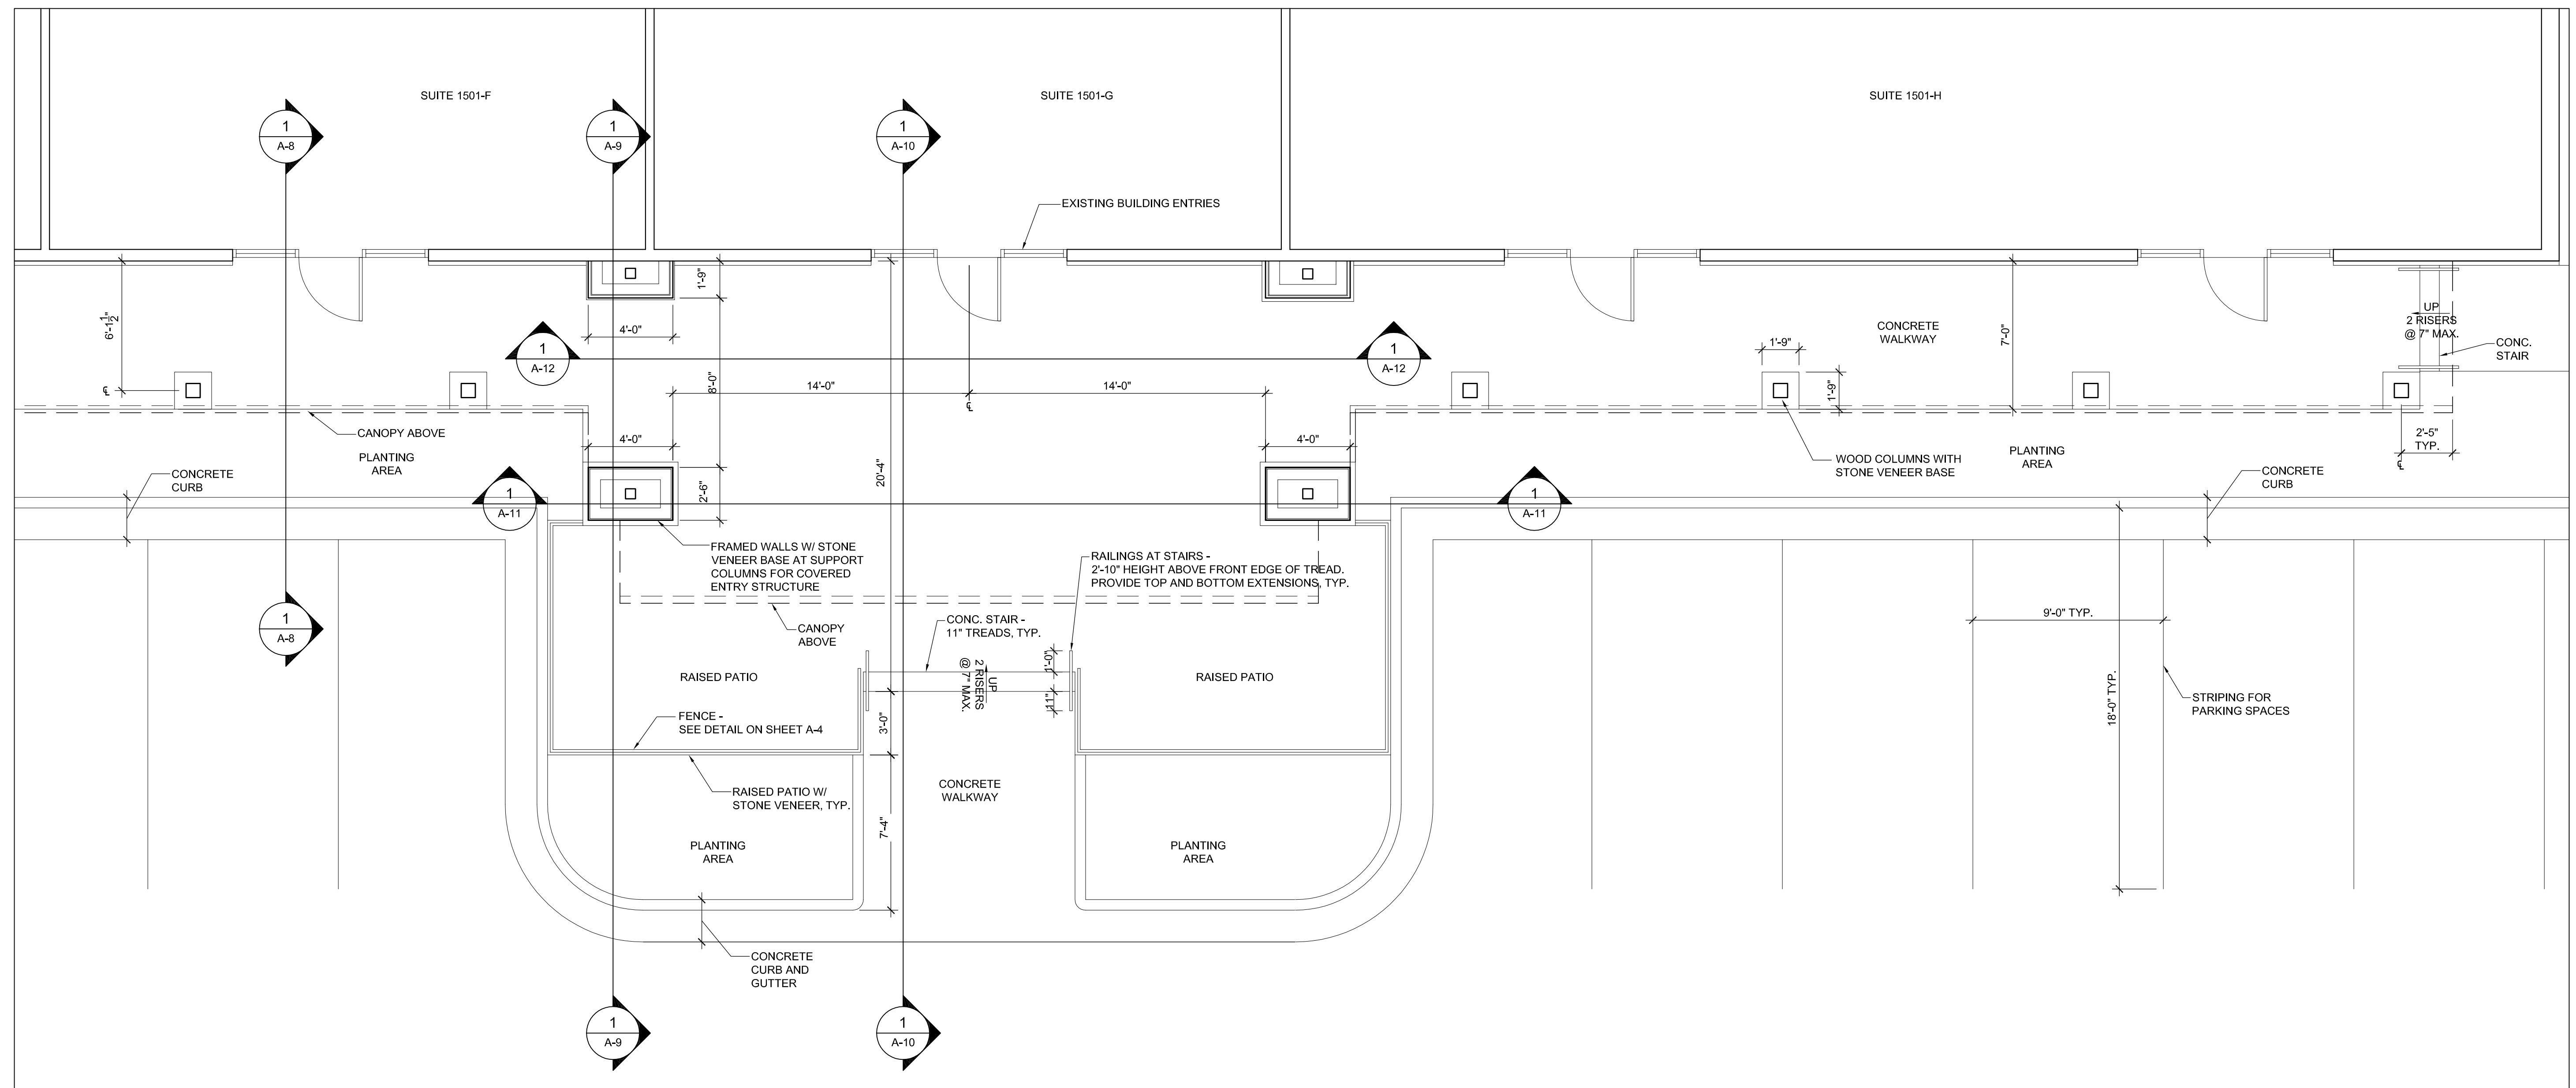 SUITE 1501-F
SUITE 1501-G
SUITE 1501-H
1
A-8
1
A-9
1
A-10
EXISTING BUILDING ENTRIES
6'-1 1/2"
1'-9"
4'-0"
1
A-12
1
A-12
8'-0"
14'-0"
14'-0"
℄
℄
CONCRETE
WALKWAY
7'-0"
UP
2 RISERS
@ 7" MAX.
CONC.
STAIR
1'-9"
1'-9"
CANOPY ABOVE
PLANTING
AREA
CONCRETE
CURB
4'-0"
4'-0"
20'-4"
2'-6"
WOOD COLUMNS WITH
STONE VENEER BASE
PLANTING
AREA
2'-5"
TYP.
℄
CONCRETE
CURB
1
A-11
1
A-11
FRAMED WALLS W/ STONE
VENEER BASE AT SUPPORT
COLUMNS FOR COVERED
ENTRY STRUCTURE
RAILINGS AT STAIRS -
2'-10" HEIGHT ABOVE FRONT EDGE OF TREAD.
PROVIDE TOP AND BOTTOM EXTENSIONS, TYP.
1
A-8
CANOPY
ABOVE
CONC. STAIR -
11" TREADS, TYP.
9'-0" TYP.
RAISED PATIO
UP
2 RISERS
@ 7" MAX.
1'-0"
11"
RAISED PATIO
18'-0" TYP.
STRIPING FOR
PARKING SPACES
FENCE -
SEE DETAIL ON SHEET A-4
3'-0"
RAISED PATIO W/
STONE VENEER, TYP.
CONCRETE
WALKWAY
7'-4"
PLANTING
AREA
PLANTING
AREA
CONCRETE
CURB AND
GUTTER
1
A-9
1
A-10